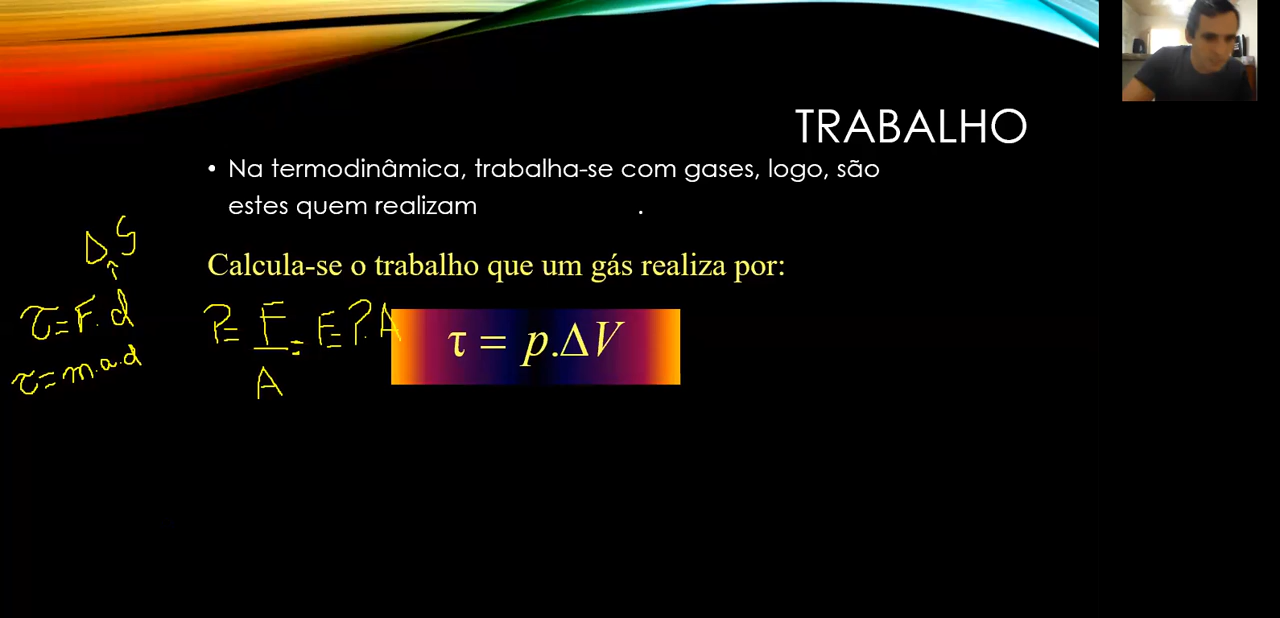 TRABALHO
• Na termodinâmica, trabalha-se com gases, logo, são
estes quem realizam .
Calcula-se o trabalho que um gás realiza por:
τ = p.ΔV
DS
τ=F.d
τ=m.a.d
P= F/A = F P.A